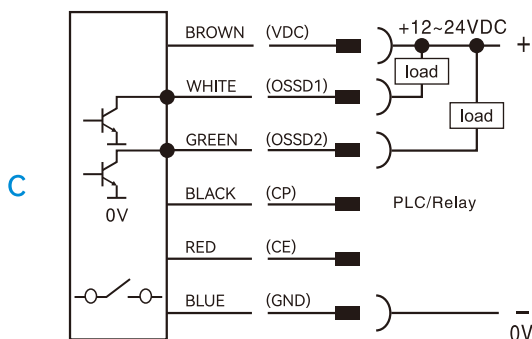 +12~24VDC
BROWN (VDC) +
load
WHITE (OSSD1)
load
GREEN (OSSD2)
C
BLACK (CP) PLC/Relay
0V
RED (CE)
BLUE (GND) −
0V